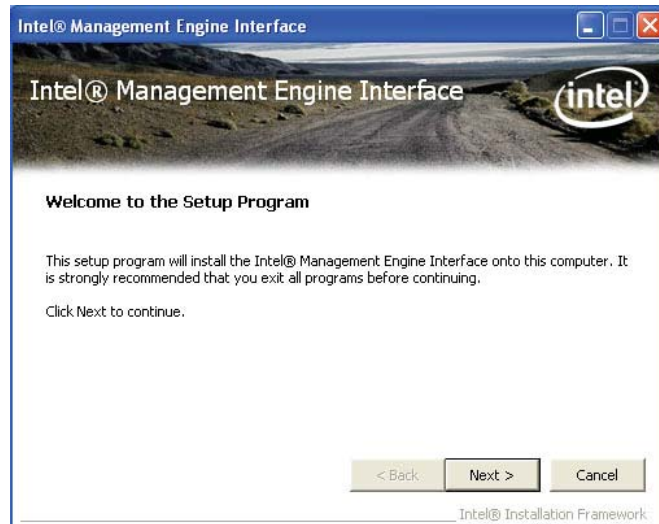 Intel® Management Engine Interface
Intel® Management Engine Interface
intel
Welcome to the Setup Program
This setup program will install the Intel® Management Engine Interface onto this computer. It
is strongly recommended that you exit all programs before continuing.
Click Next to continue.
< Back
Next >
Cancel
Intel® Installation Framework